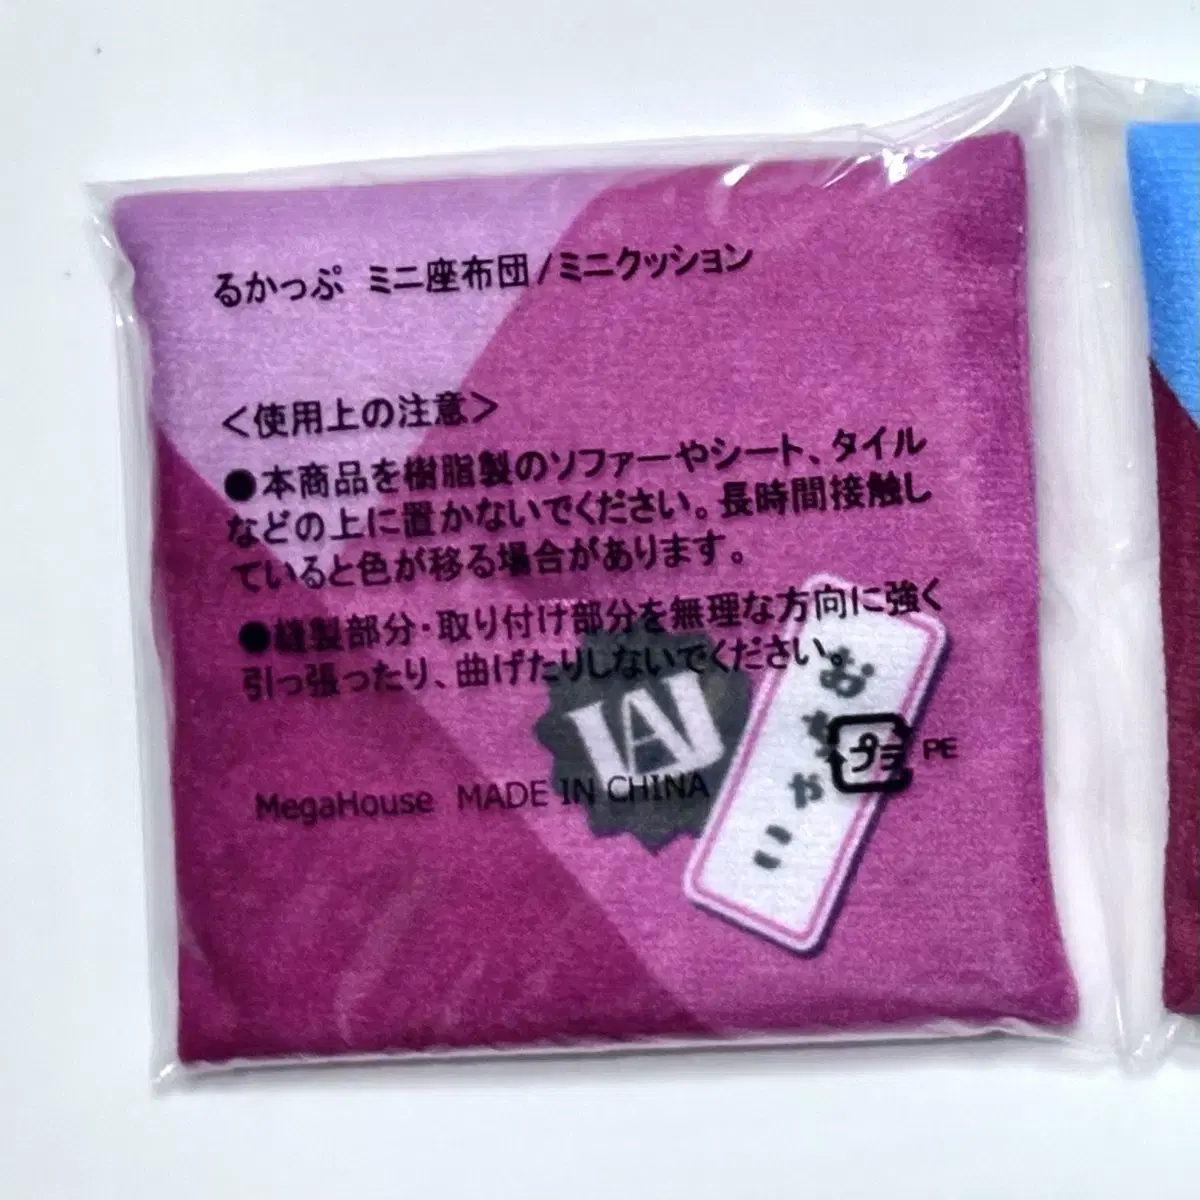 るかっぷ ミニ座布団/ミニクッション
＜使用上の注意＞
●本商品を樹脂製のソファーやシート、タイル
などの上に置かないでください。長時間接触し
ていると色が移る場合があります。
●縫製部分・取り付け部分を無理な方向に強く
引っ張ったり、曲げたりしないでください。
おちゃこ
UA
プラ PE
MegaHouse MADE IN CHINA